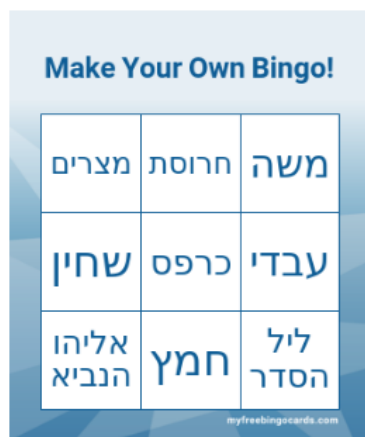 Make Your Own Bingo!
משה
חרוסת
מצרים
עבדי
כרפס
שחין
ליל
הסדר
חמץ
אליהו
הנביא
myfreebingocards.com